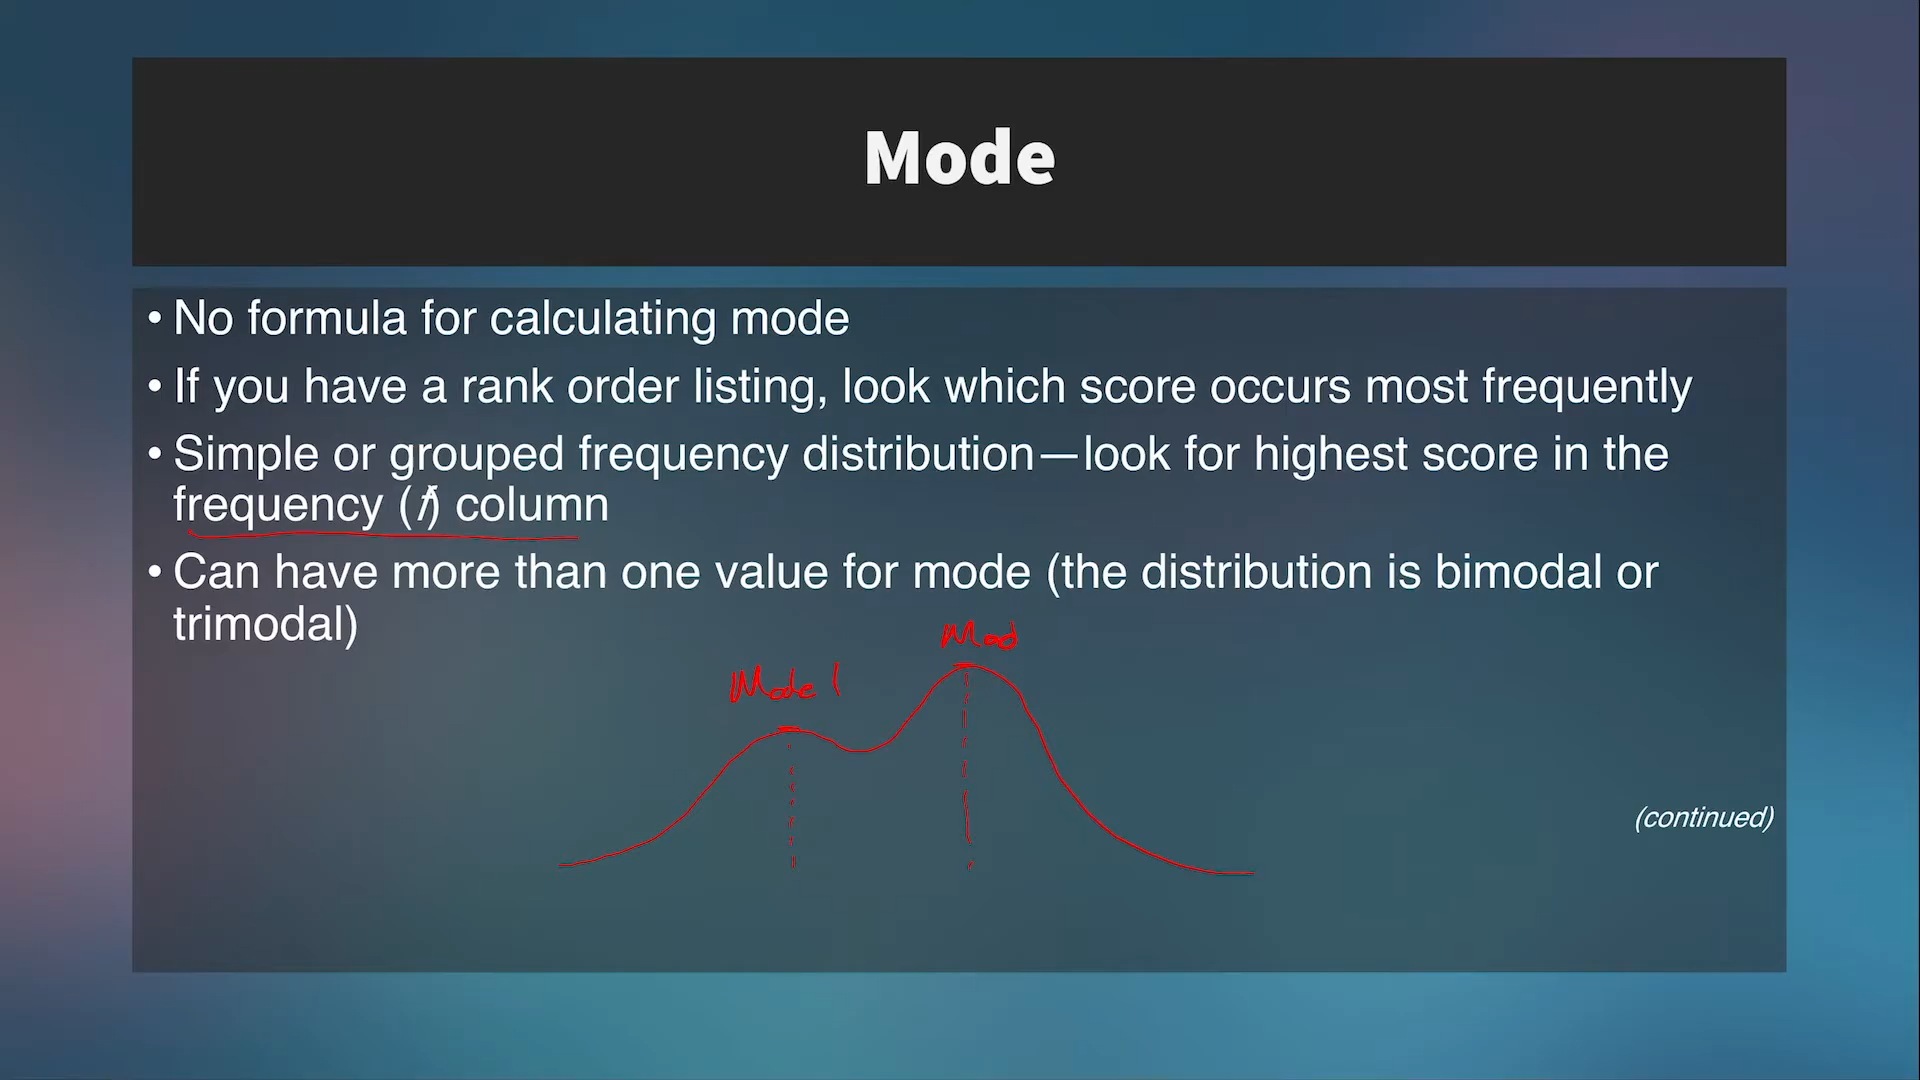 Mode
• No formula for calculating mode
• If you have a rank order listing, look which score occurs most frequently
• Simple or grouped frequency distribution—look for highest score in the
frequency (f) column
• Can have more than one value for mode (the distribution is bimodal or
trimodal)
Mod
Mode 1
(continued)